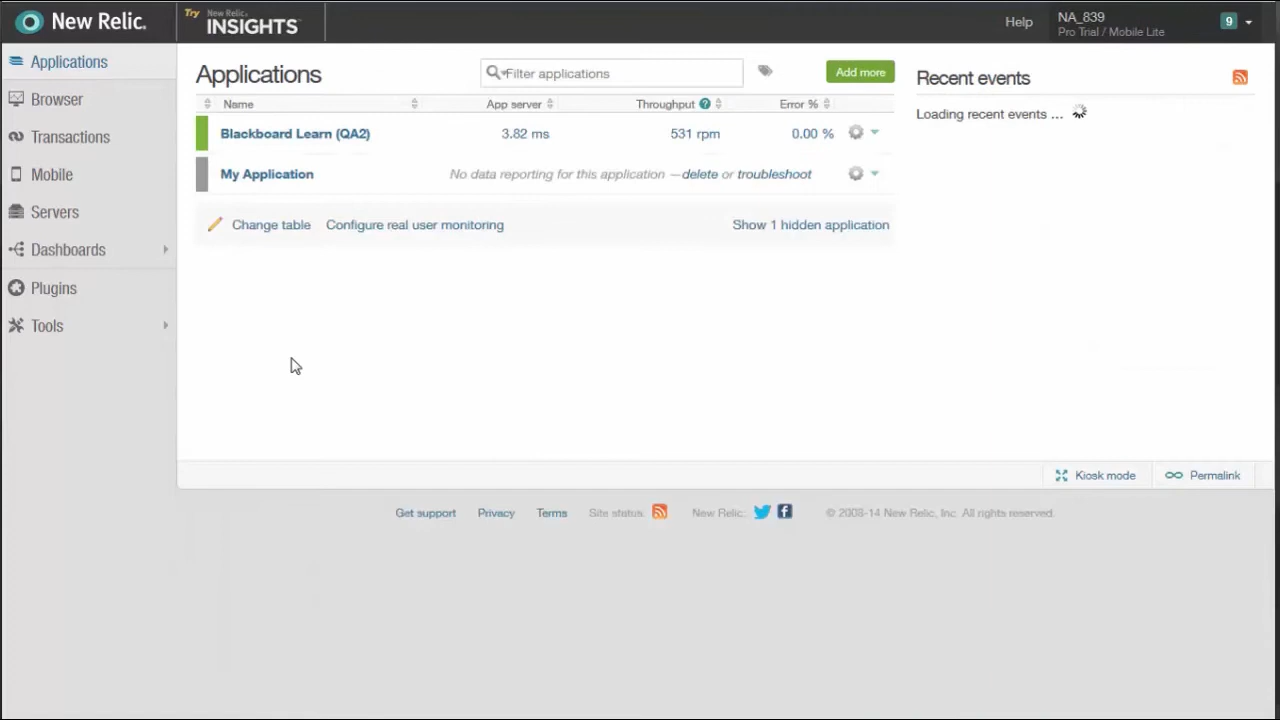 New Relic.
Try New Relic. INSIGHTS
Help
NA_839
Pro Trial / Mobile Lite
9
Applications
Browser
Transactions
Mobile
Servers
Dashboards
Plugins
Tools
Applications
Filter applications
Add more
Name
App server
Throughput ?
Error %
Blackboard Learn (QA2)
3.82 ms
531 rpm
0.00 %
My Application
No data reporting for this application — delete or troubleshoot
Change table
Configure real user monitoring
Show 1 hidden application
Recent events
Loading recent events ...
Kiosk mode
Permalink
Get support
Privacy
Terms
Site status:
New Relic:
© 2008-14 New Relic, Inc. All rights reserved.